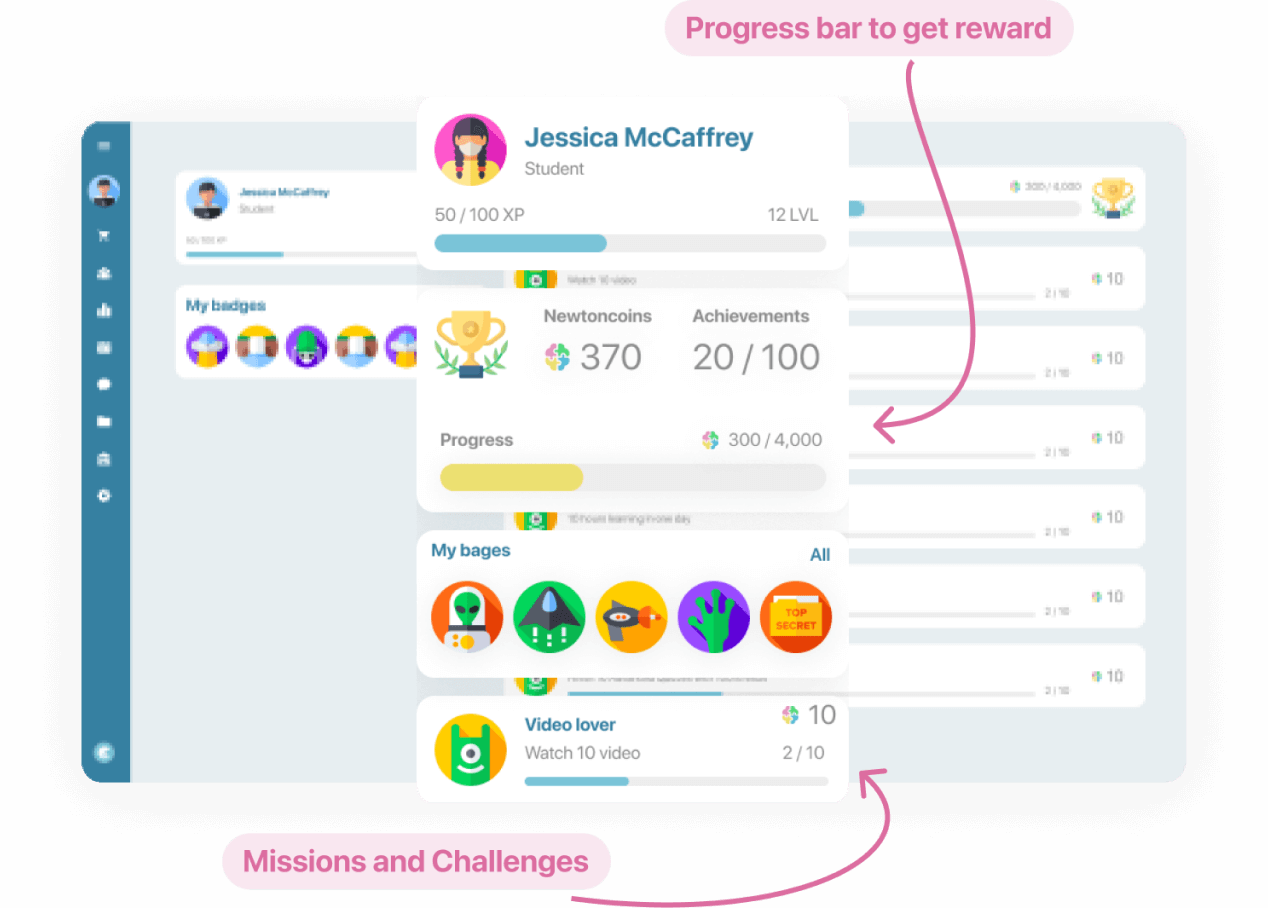 Progress bar to get reward
Jessica McCaffrey
Student
50 / 100 XP
12 LVL
Jessica McCaffrey
Student
50 / 100 XP
300 / 4,000
Watch 10 video
2 / 10
10
My badges
Newtoncoins
Achievements
370
20 / 100
2 / 10
10
Progress
300 / 4,000
2 / 10
10
10 hours learning in one day
2 / 10
10
My bages
All
TOP
SECRET
2 / 10
10
2 / 10
10
Video lover
10
Watch 10 video
2 / 10
Missions and Challenges